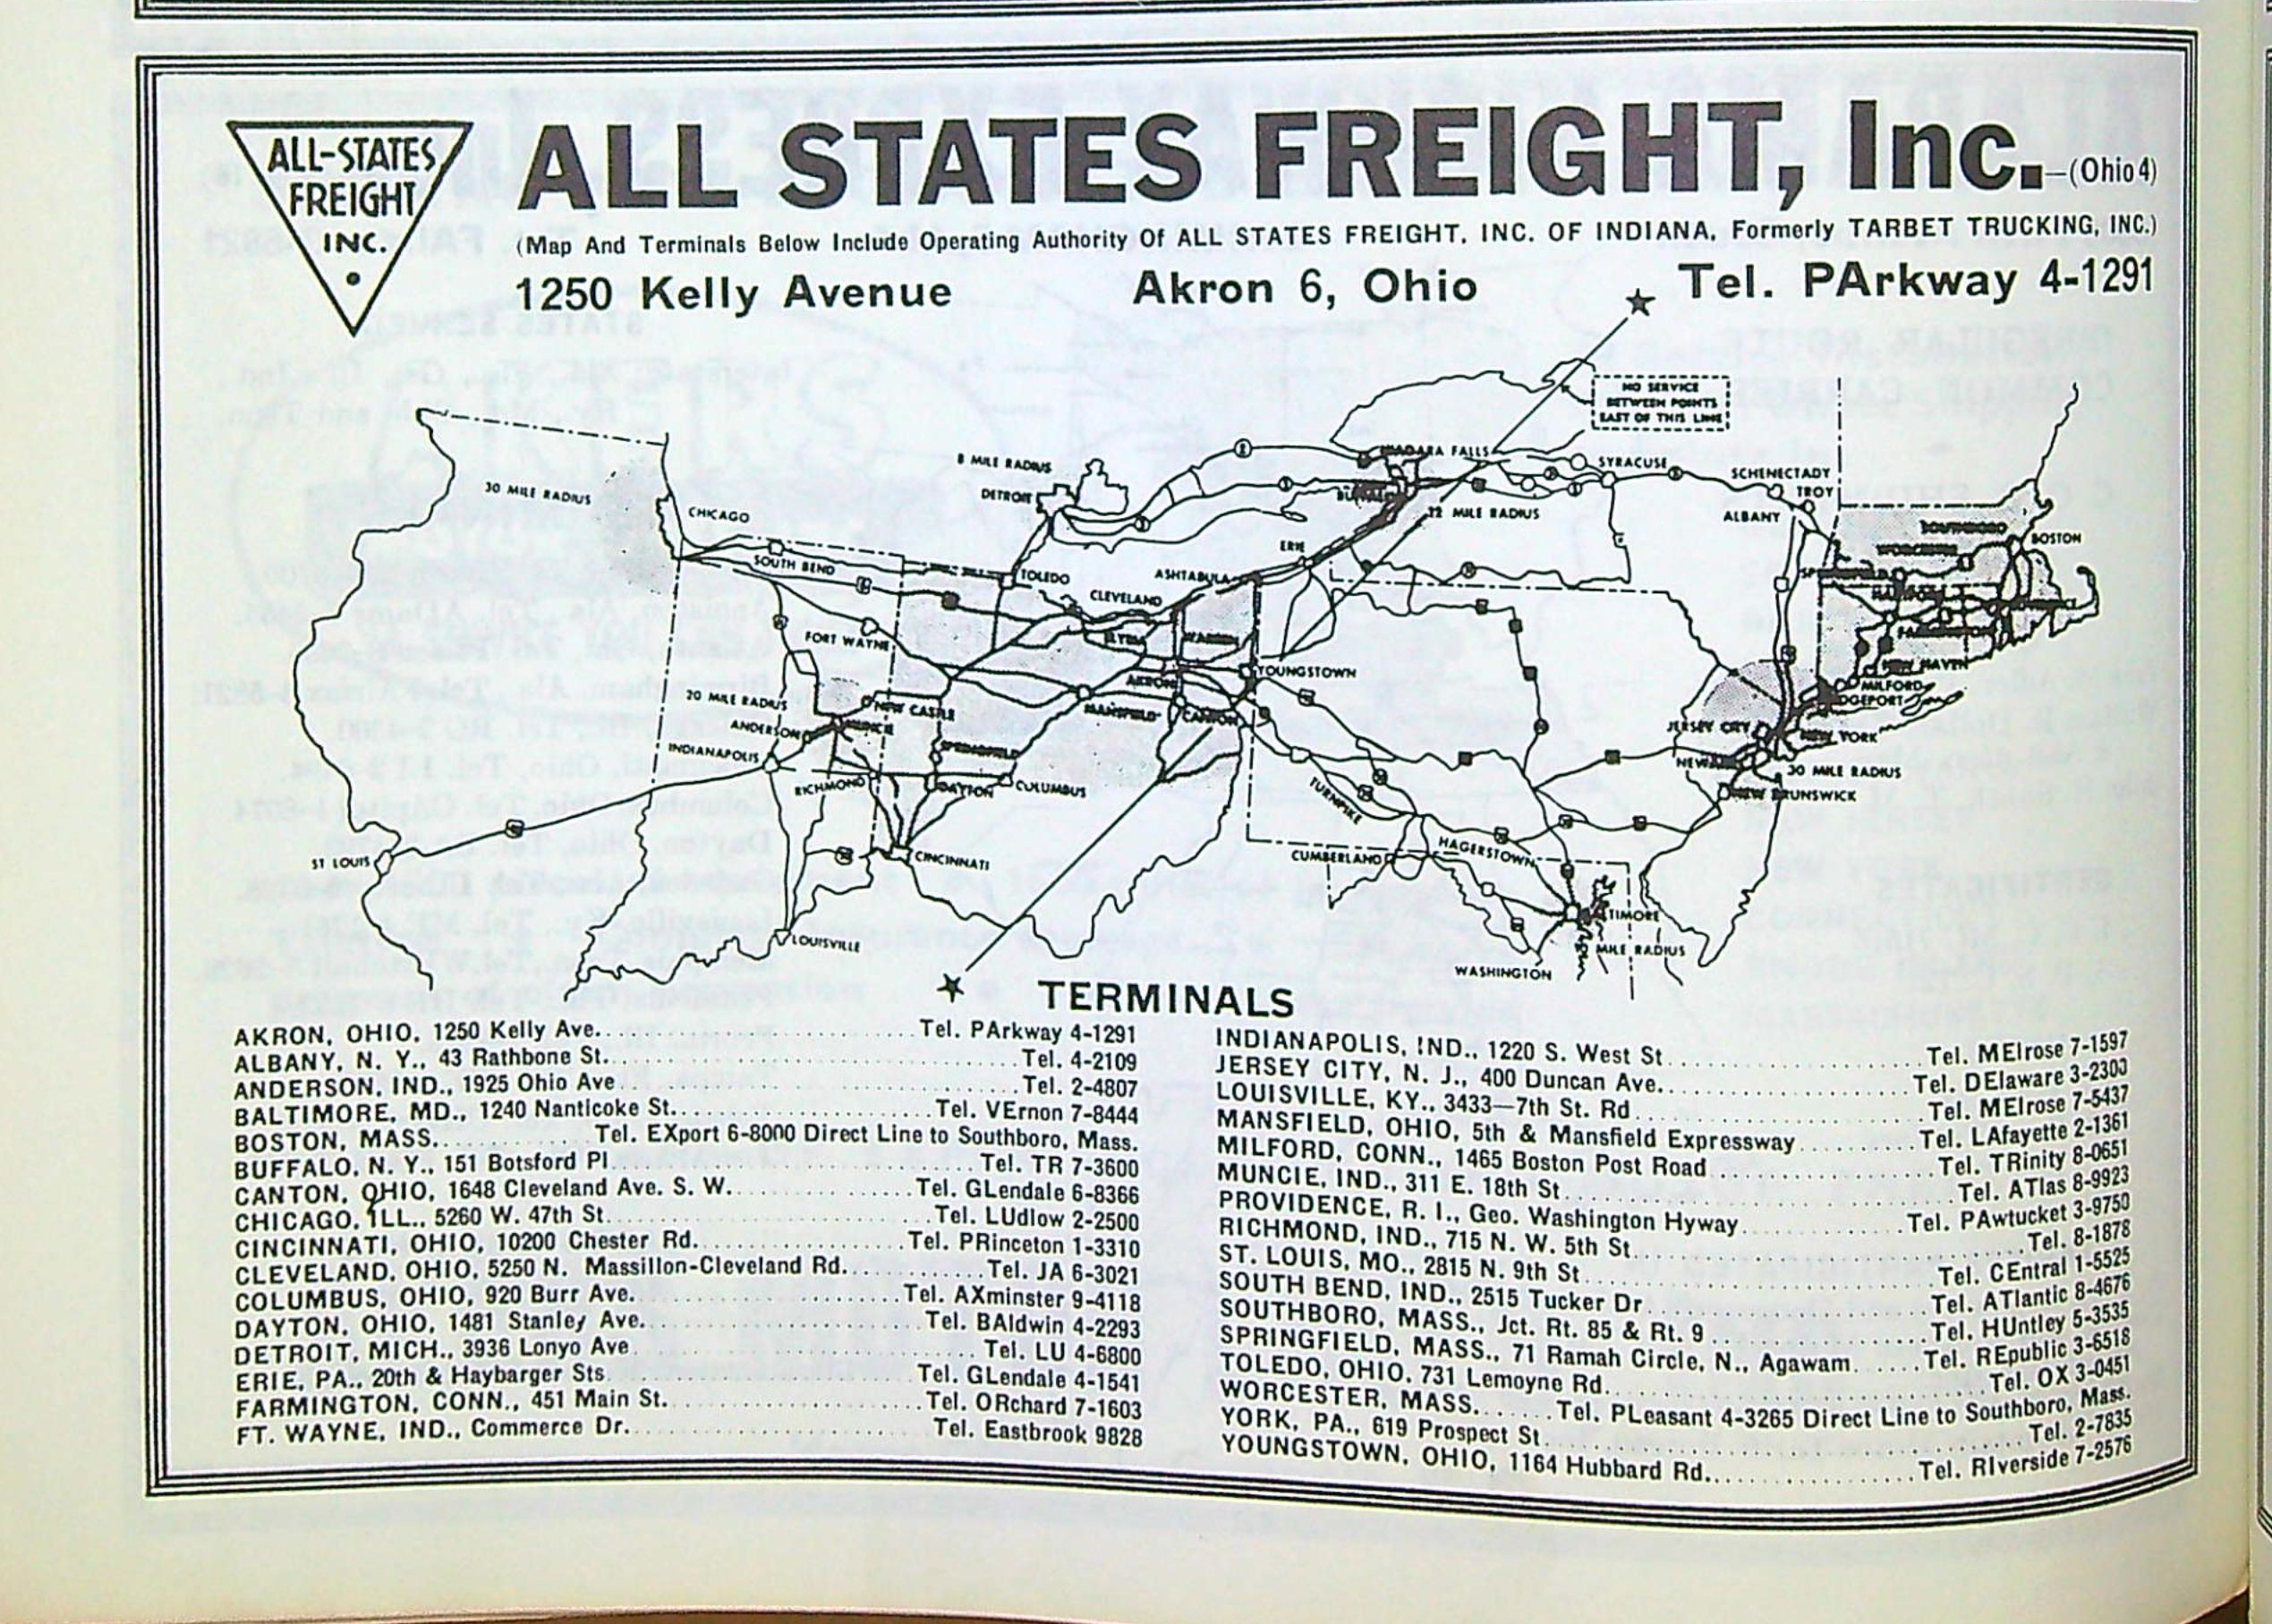 ALL-STATES
FREIGHT
INC.
ALL STATES FREIGHT, Inc.—(Ohio 4)
(Map And Terminals Below Include Operating Authority Of ALL STATES FREIGHT. INC. OF INDIANA, Formerly TARBET TRUCKING, INC.)
1250 Kelly Avenue Akron 6, Ohio Tel. PArkway 4-1291
NO SERVICE
BETWEEN POINTS
EAST OF THIS LINE
8 MILE RADIUS
DETROIT
30 MILE RADIUS
CHICAGO
NIAGARA FALLS
SYRACUSE
SCHENECTADY
TROY
ALBANY
BUFFALO
22 MILE RADIUS
SOUTHBORO
WORCESTER
BOSTON
ERIE
SOUTH BEND
TOLEDO
ASHTABULA
CLEVELAND
SPRINGFIELD
ELYRIA
WARREN
FORT WAYNE
FARMINGTON
NEW HAVEN
YOUNGSTOWN
AKRON
MILFORD
20 MILE RADIUS
NEW CASTLE
MANSFIELD
CANTON
ANDERSON
MUNCIE
JERSEY CITY
NEW YORK
INDIANAPOLIS
SPRINGFIELD
30 MILE RADIUS
RICHMOND
DAYTON
COLUMBUS
NEW BRUNSWICK
TURNPIKE
ST LOUIS
CINCINNATI
CUMBERLAND
HAGERSTOWN
LOUISVILLE
MILE RADIUS
WASHINGTON
TERMINALS
AKRON, OHIO, 1250 Kelly Ave. Tel. PArkway 4-1291
ALBANY, N. Y., 43 Rathbone St. Tel. 4-2109
ANDERSON, IND., 1925 Ohio Ave Tel. 2-4807
BALTIMORE, MD., 1240 Nanticoke St. Tel. VErnon 7-8444
BOSTON, MASS. Tel. EXport 6-8000 Direct Line to Southboro, Mass.
BUFFALO, N. Y., 151 Botsford Pl. Tel. TR 7-3600
CANTON, OHIO, 1648 Cleveland Ave. S. W. Tel. GLendale 6-8366
CHICAGO, ILL., 5260 W. 47th St. Tel. LUdlow 2-2500
CINCINNATI, OHIO, 10200 Chester Rd. Tel. PRinceton 1-3310
CLEVELAND, OHIO, 5250 N. Massillon-Cleveland Rd. Tel. JA 6-3021
COLUMBUS, OHIO, 920 Burr Ave. Tel. AXminster 9-4118
DAYTON, OHIO, 1481 Stanley Ave. Tel. BAldwin 4-2293
DETROIT, MICH., 3936 Lonyo Ave Tel. LU 4-6800
ERIE, PA., 20th & Haybarger Sts. Tel. GLendale 4-1541
FARMINGTON, CONN., 451 Main St. Tel. ORchard 7-1603
FT. WAYNE, IND., Commerce Dr. Tel. Eastbrook 9828
INDIANAPOLIS, IND., 1220 S. West St Tel. MElrose 7-1597
JERSEY CITY, N. J., 400 Duncan Ave. Tel. DElaware 3-2300
LOUISVILLE, KY., 3433—7th St. Rd Tel. MElrose 7-5437
MANSFIELD, OHIO, 5th & Mansfield Expressway Tel. LAfayette 2-1361
MILFORD, CONN., 1465 Boston Post Road Tel. TRinity 8-0651
MUNCIE, IND., 311 E. 18th St Tel. ATlas 8-9923
PROVIDENCE, R. I., Geo. Washington Hyway Tel. PAwtucket 3-9750
RICHMOND, IND., 715 N. W. 5th St Tel. 8-1878
ST. LOUIS, MO., 2815 N. 9th St Tel. CEntral 1-5525
SOUTH BEND, IND., 2515 Tucker Dr Tel. ATlantic 8-4676
SOUTHBORO, MASS., Jct. Rt. 85 & Rt. 9 Tel. HUntley 5-3535
SPRINGFIELD, MASS., 71 Ramah Circle, N., Agawam Tel. REpublic 3-6518
TOLEDO, OHIO, 731 Lemoyne Rd. Tel. OX 3-0451
WORCESTER, MASS. Tel. PLeasant 4-3265 Direct Line to Southboro, Mass.
YORK, PA., 619 Prospect St Tel. 2-7835
YOUNGSTOWN, OHIO, 1164 Hubbard Rd. Tel. RIverside 7-2576